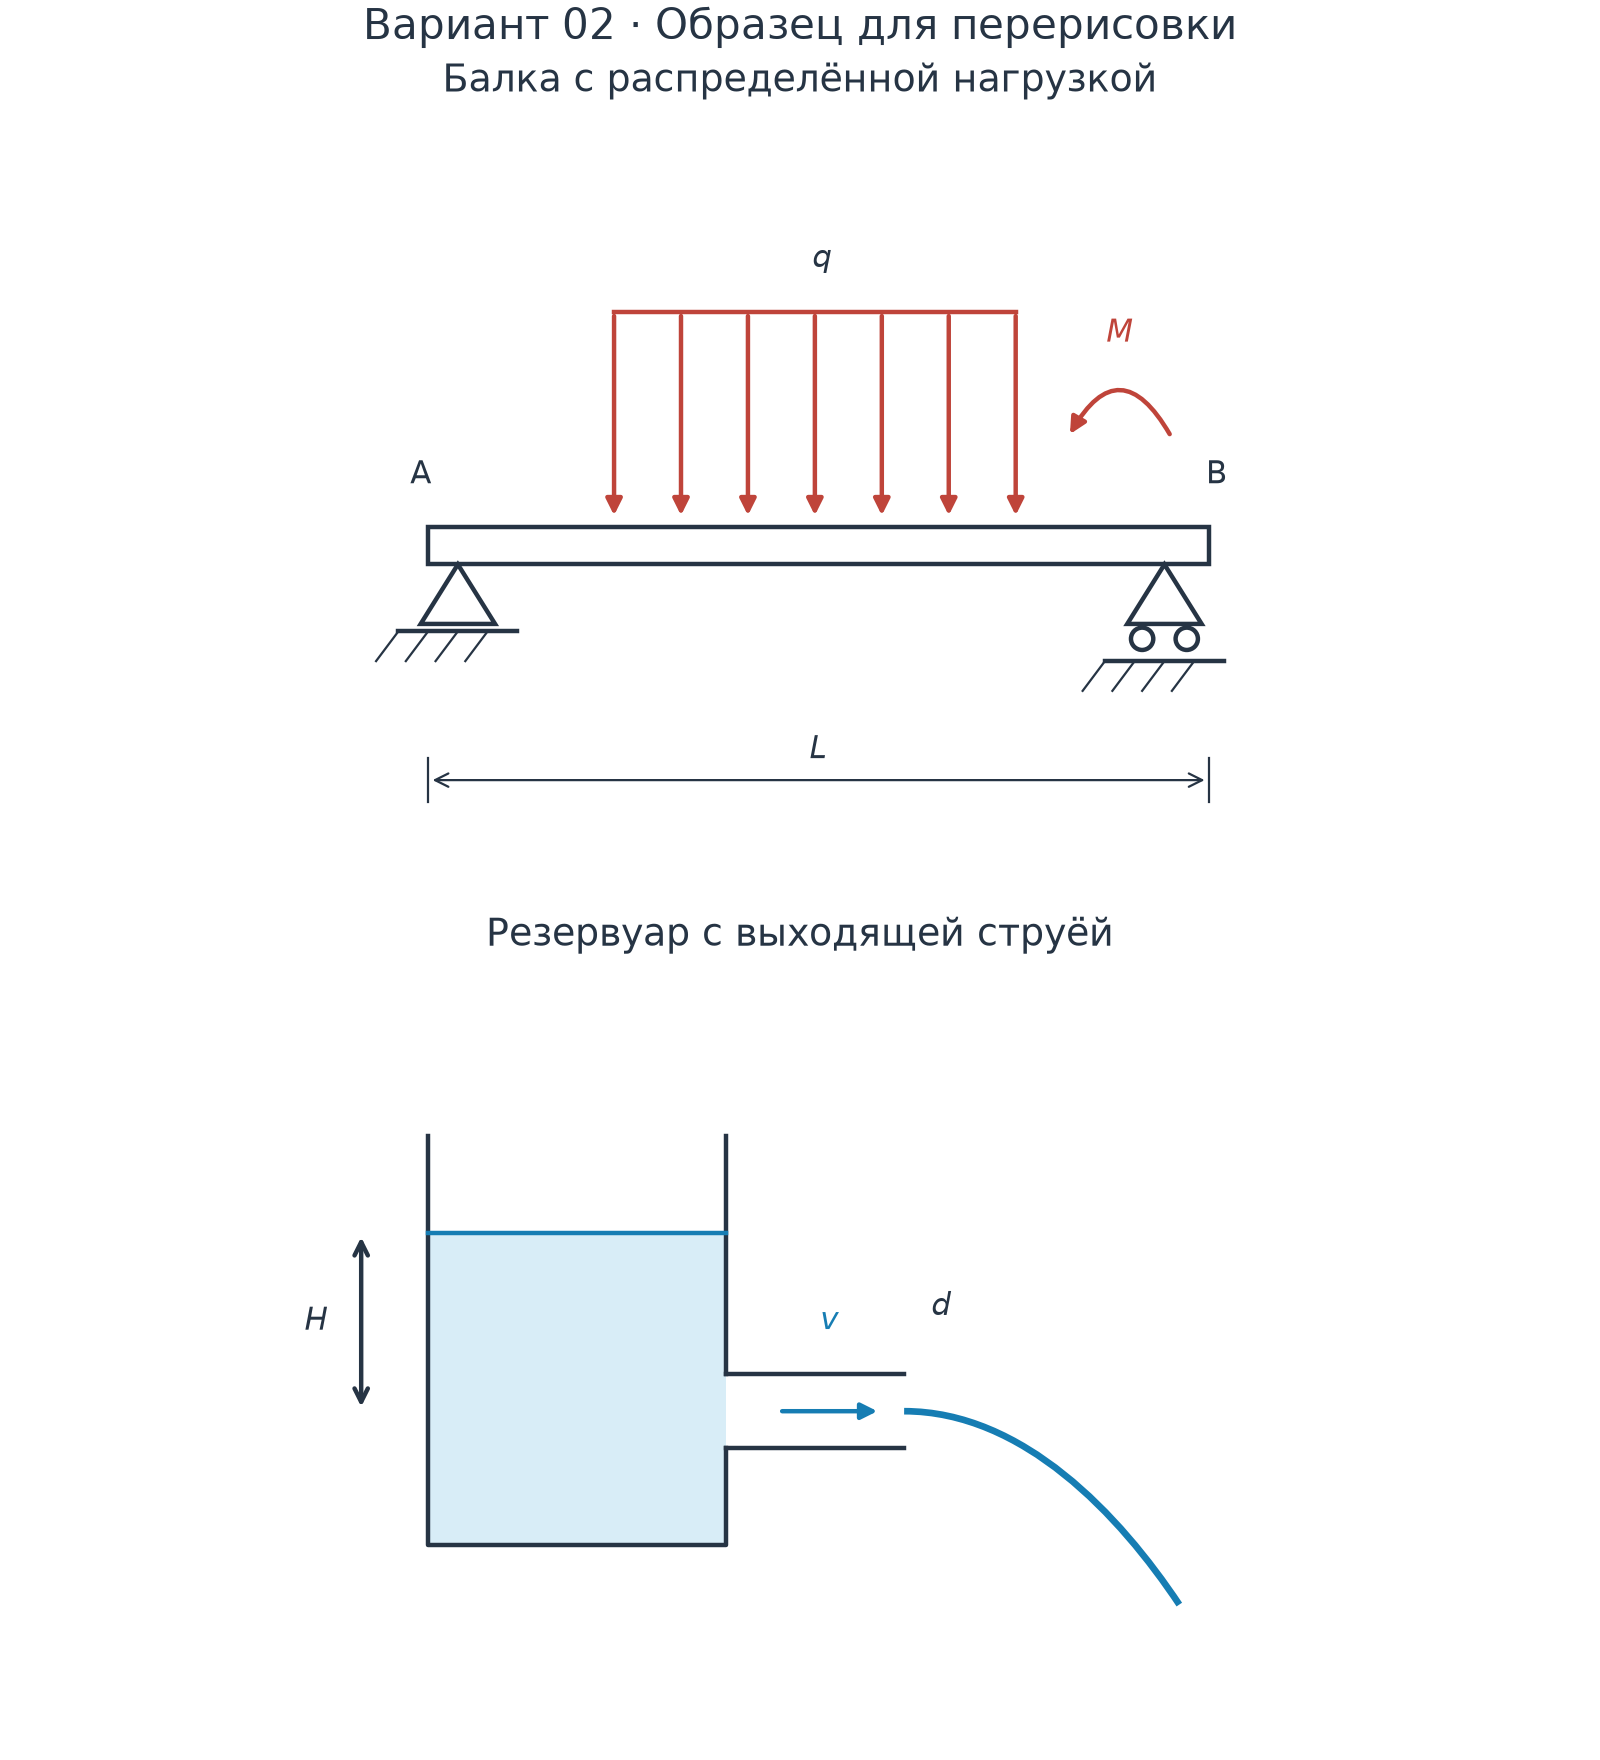 Вариант 02 · Образец для перерисовки
Балка с распределённой нагрузкой
q
M
A
B
L
Резервуар с выходящей струёй
d
v
H